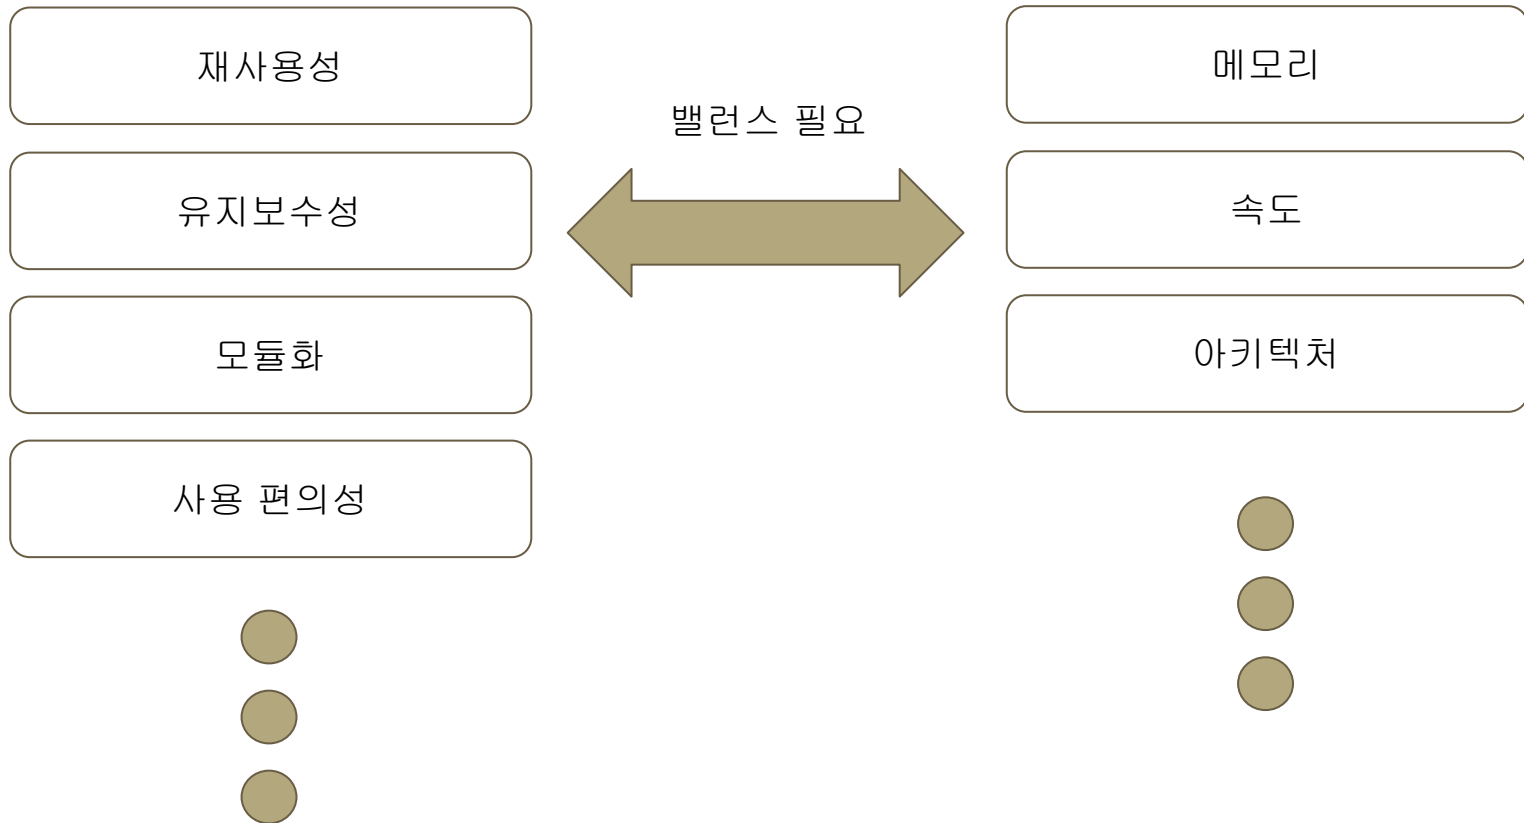 재사용성
유지보수성
모듈화
사용 편의성
밸런스 필요
메모리
속도
아키텍처